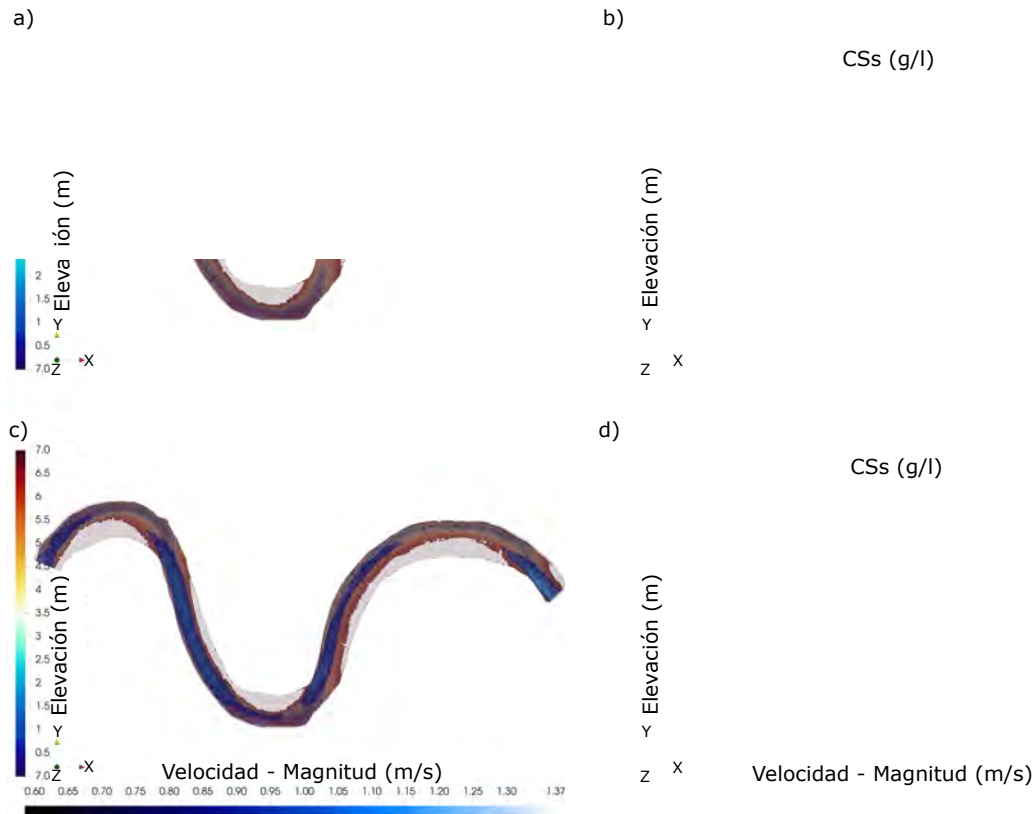 a)
b)
CSs (g/l)
Eleva ión (m)
2
1.5
1
0.5
7.0
Y
Z
X
Elevación (m)
Y
Z
X
c)
d)
CSs (g/l)
7.0
6.5
6
5.5
5
4.5
4
3.5
3
2.5
2
1.5
1
0.5
7.0
Elevación (m)
Y
Z
X
Velocidad - Magnitud (m/s)
0.60 0.65 0.70 0.75 0.80 0.85 0.90 0.95 1.00 1.05 1.10 1.15 1.20 1.25 1.30 1.37
Elevación (m)
Y
Z
X
Velocidad - Magnitud (m/s)